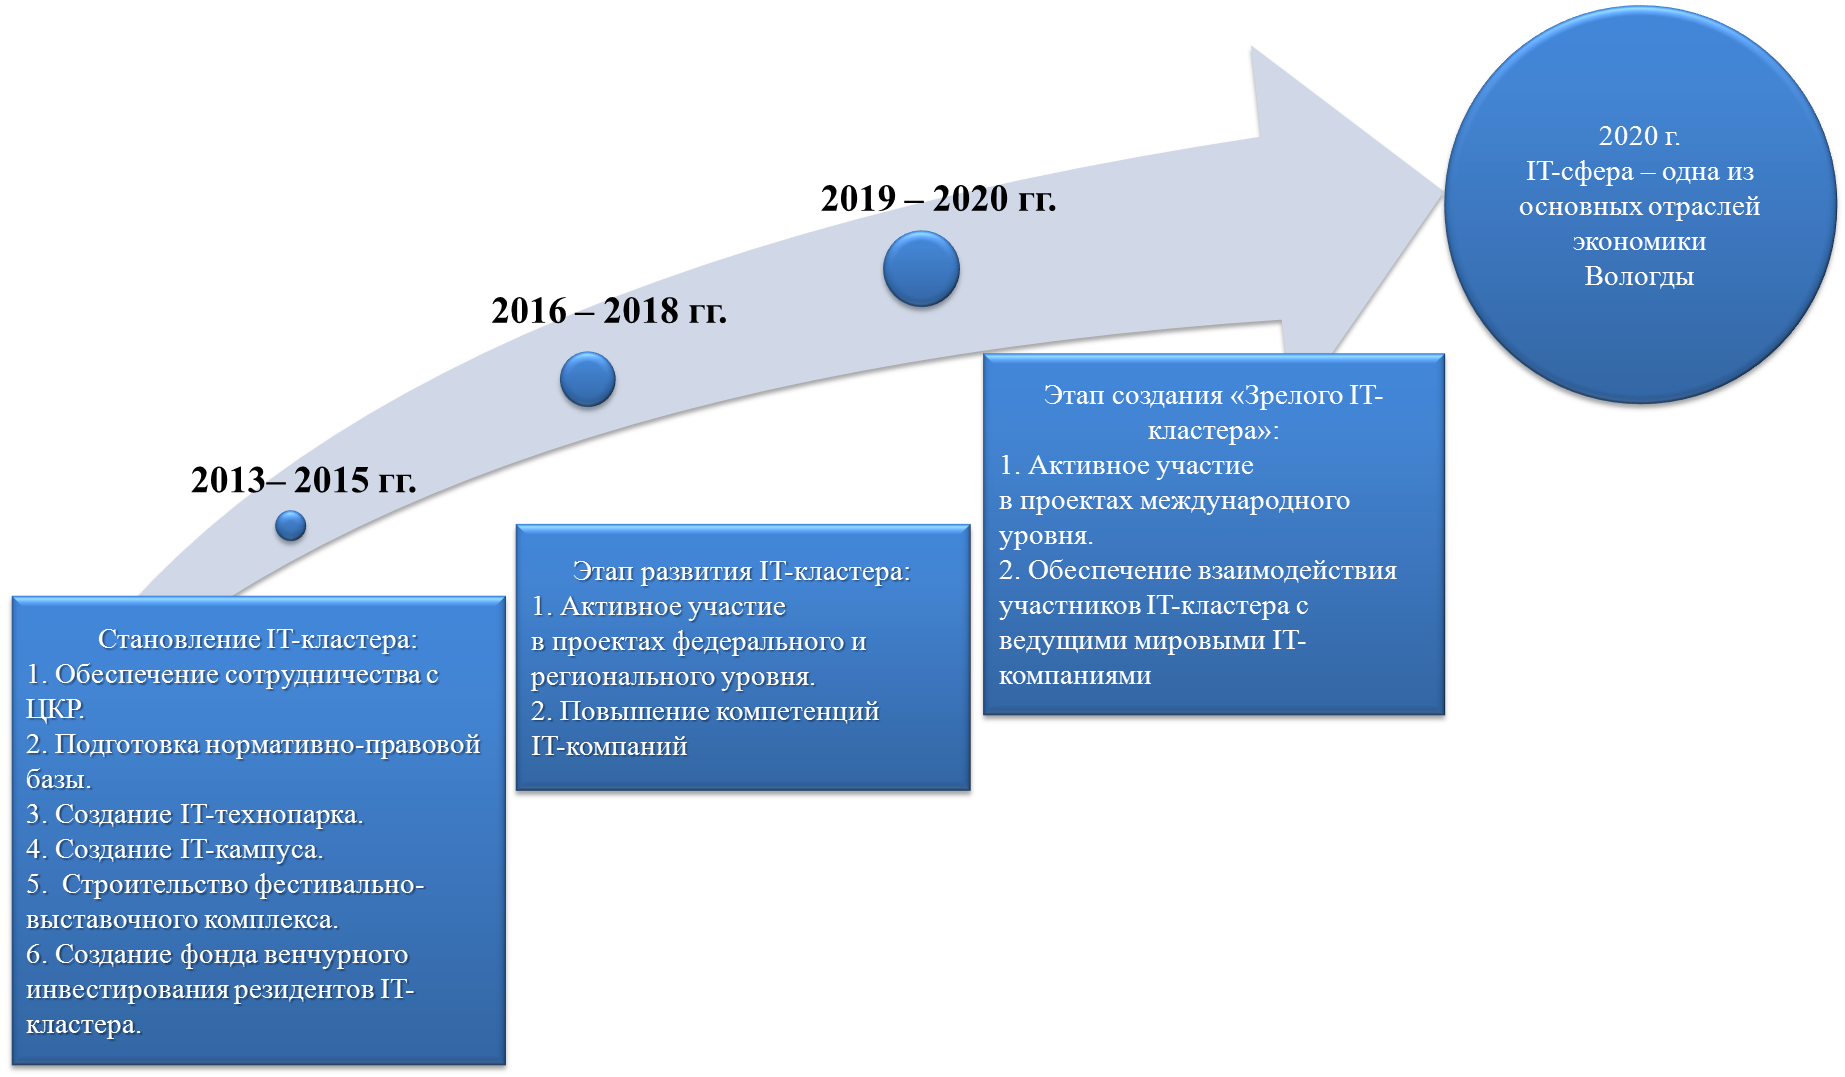 2013– 2015 гг.
Становление IT-кластера:
1. Обеспечение сотрудничества с
ЦКР.
2. Подготовка нормативно-правовой
базы.
3. Создание IT-технопарка.
4. Создание IT-кампуса.
5. Строительство фестивально-
выставочного комплекса.
6. Создание фонда венчурного
инвестирования резидентов IT-
кластера.
2016 – 2018 гг.
Этап развития IT-кластера:
1. Активное участие
в проектах федерального и
регионального уровня.
2. Повышение компетенций
IT-компаний
2019 – 2020 гг.
Этап создания «Зрелого IT-
кластера»:
1. Активное участие
в проектах международного
уровня.
2. Обеспечение взаимодействия
участников IT-кластера с
ведущими мировыми IT-
компаниями
2020 г.
IT-сфера – одна из
основных отраслей
экономики
Вологды